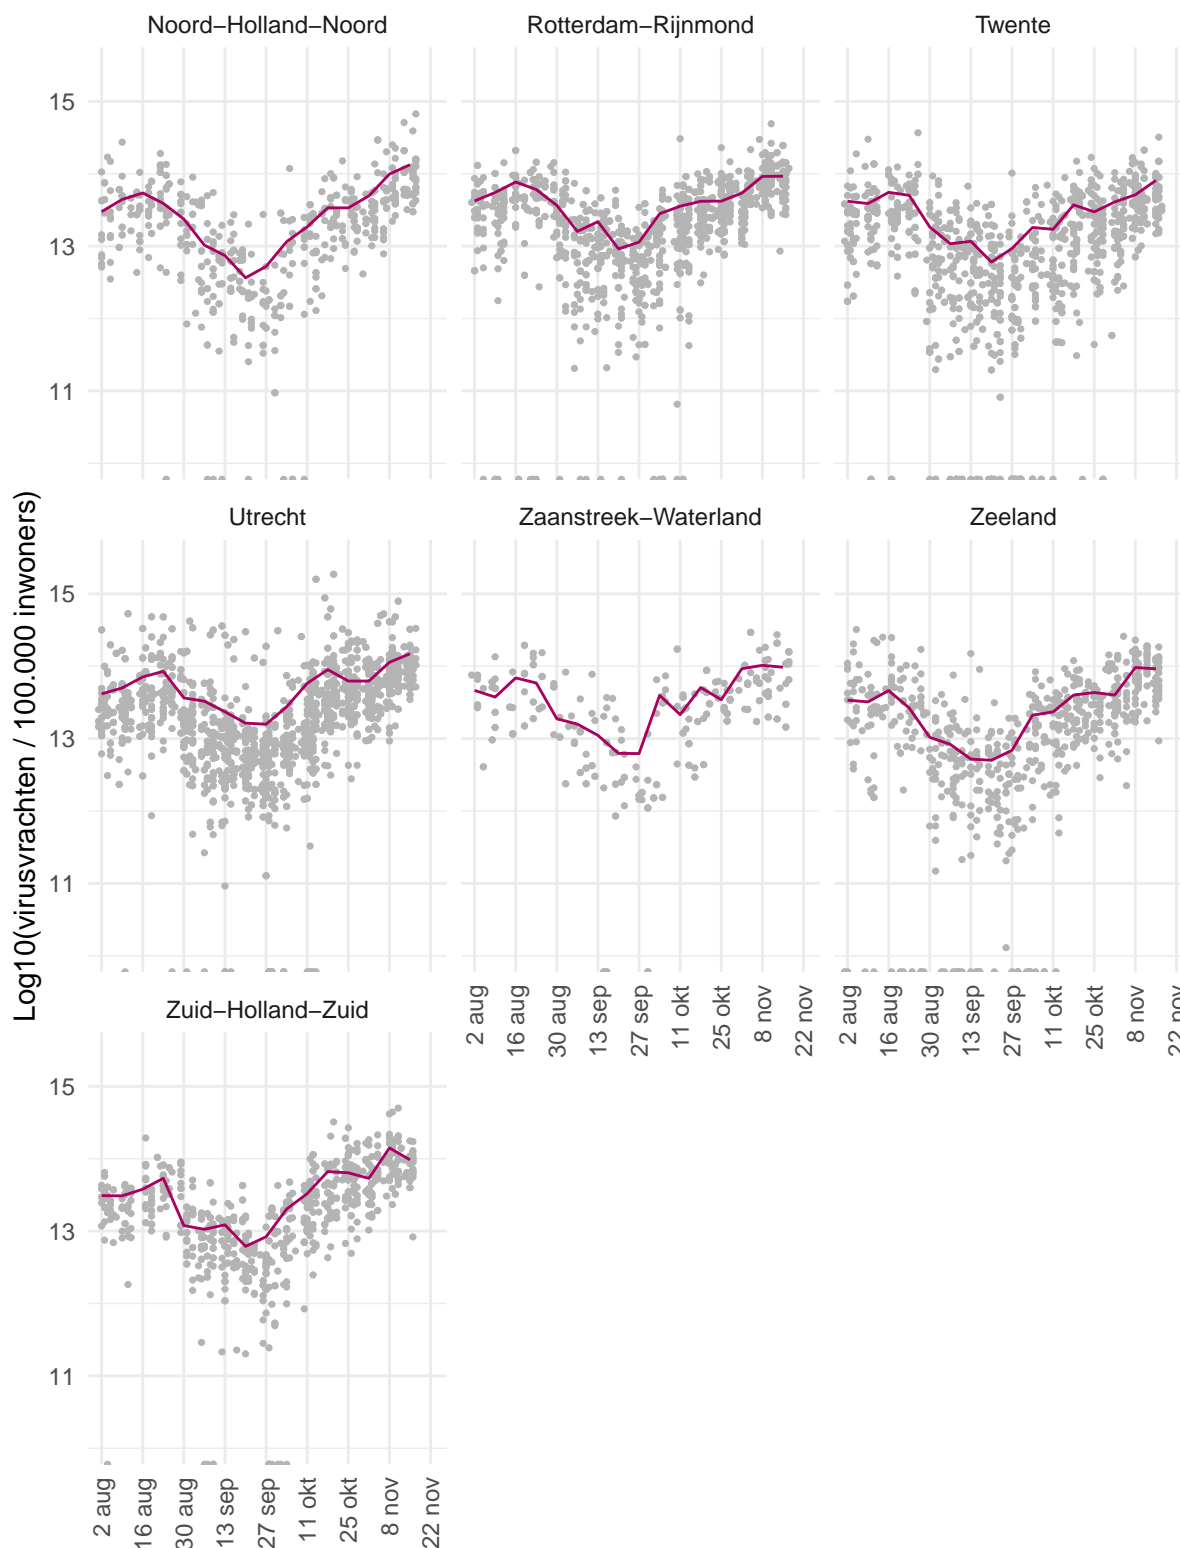 Noord−Holland−Noord
Rotterdam−Rijnmond
Twente
15
13
11
Utrecht
Zaanstreek−Waterland
Zeeland
Log10(virusvrachten / 100.000 inwoners)
15
13
11
2 aug
16 aug
30 aug
13 sep
27 sep
11 okt
25 okt
8 nov
22 nov
2 aug
16 aug
30 aug
13 sep
27 sep
11 okt
25 okt
8 nov
22
Zuid−Holland−Zuid
15
13
11
2 aug
16 aug
30 aug
13 sep
27 sep
11 okt
25 okt
8 nov
22 nov